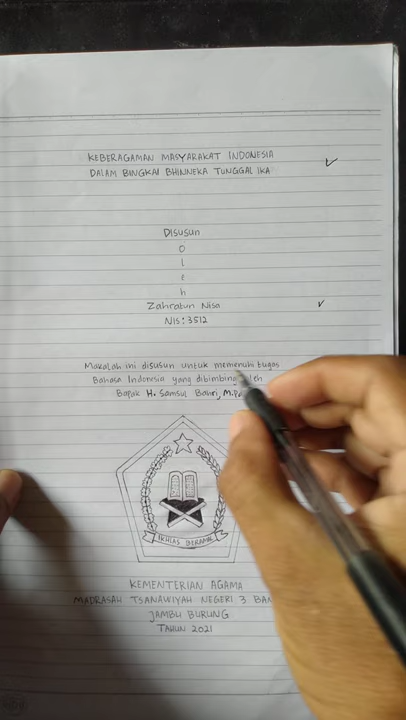 KEBERAGAMAN MASYARAKAT INDONESIA
DALAM BINGKAI BHINNEKA TUNGGAL IKA
Disusun
O
l
e
h
Zahratun Nisa
NIS: 3512
Makalah ini disusun untuk memenuhi tugas
Bahasa Indonesia yang dibimbing oleh
Bapak H. Samsul Bahri, M.Pd
IKHLAS BERAMAL
KEMENTERIAN AGAMA
MADRASAH TSANAWIYAH NEGERI 3
JAMBU BURUNG
TAHUN 2021